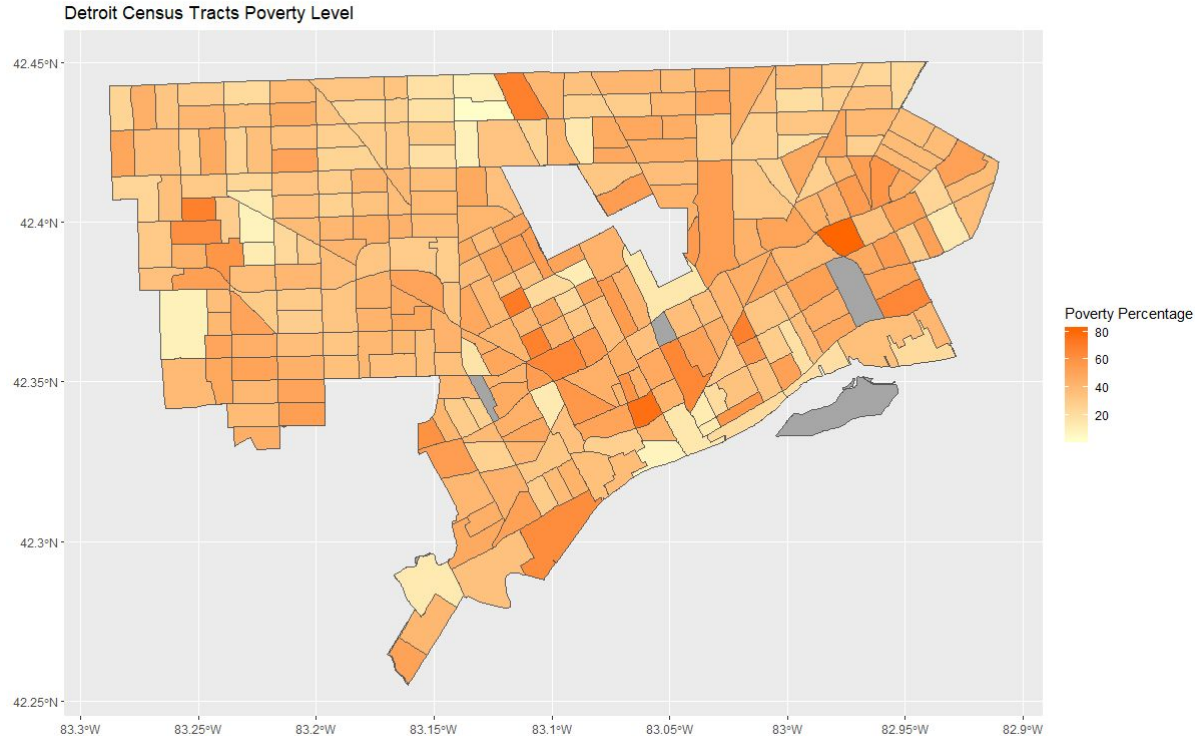 Detroit Census Tracts Poverty Level
42.45°N
42.4°N
42.35°N
42.3°N
42.25°N
83.3°W 83.25°W 83.2°W 83.15°W 83.1°W 83.05°W 83°W 82.95°W 82.9°W
Poverty Percentage
80
60
40
20